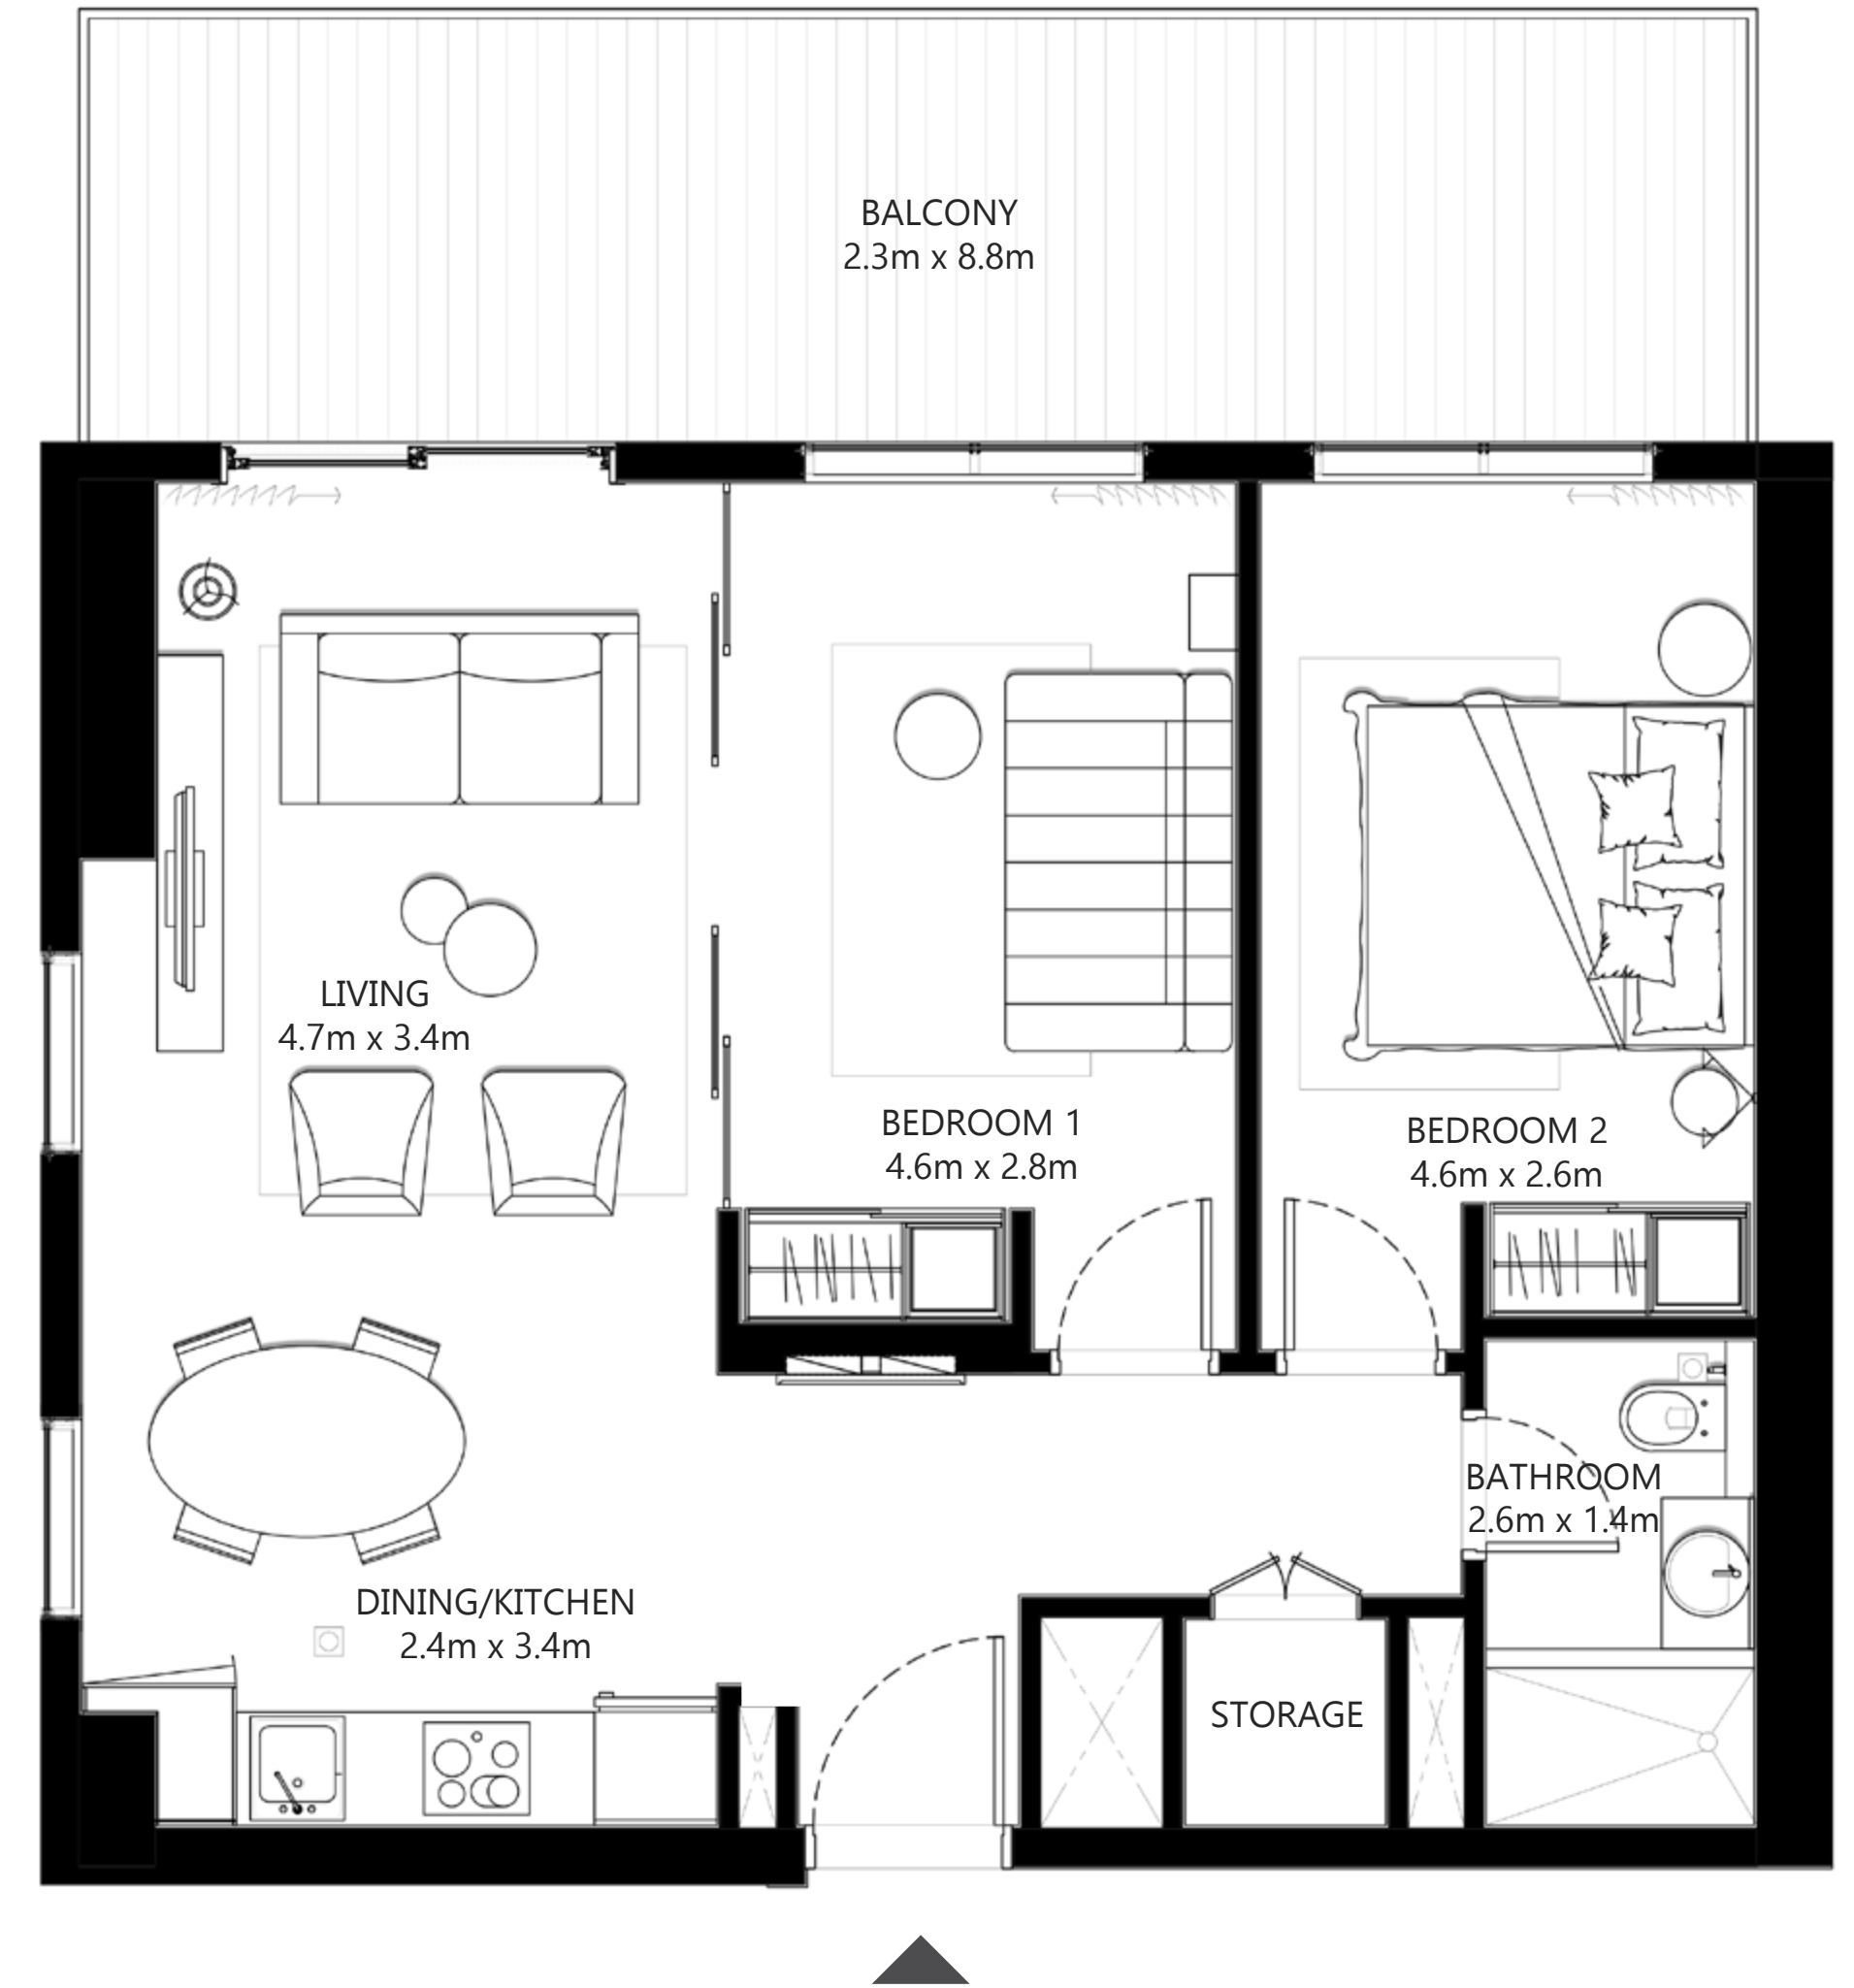 BALCONY
2.3m x 8.8m
LIVING
4.7m x 3.4m
BEDROOM 1
4.6m x 2.8m
BEDROOM 2
4.6m x 2.6m
BATHROOM
2.6m x 1.4m
DINING/KITCHEN
2.4m x 3.4m
STORAGE